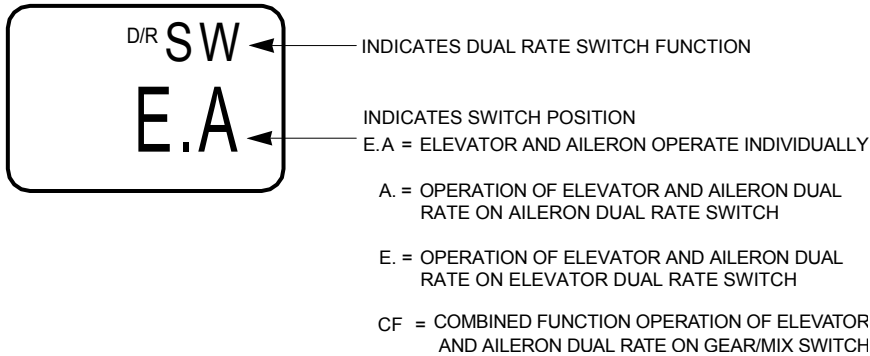 D/R SW
INDICATES DUAL RATE SWITCH FUNCTION
E.A
INDICATES SWITCH POSITION
E.A = ELEVATOR AND AILERON OPERATE INDIVIDUALLY
A. = OPERATION OF ELEVATOR AND AILERON DUAL
RATE ON AILERON DUAL RATE SWITCH
E. = OPERATION OF ELEVATOR AND AILERON DUAL
RATE ON ELEVATOR DUAL RATE SWITCH
CF = COMBINED FUNCTION OPERATION OF ELEVATOR
AND AILERON DUAL RATE ON GEAR/MIX SWITCH